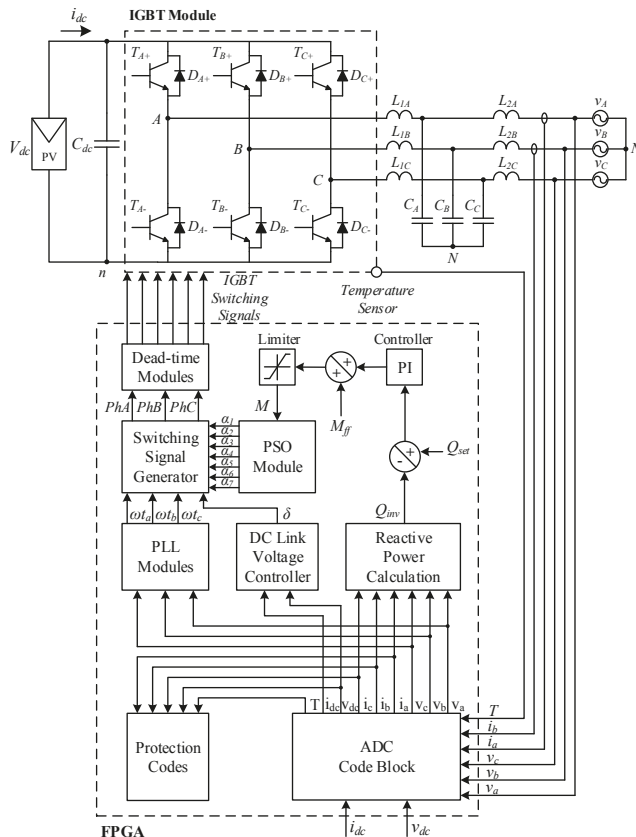 i_dc
IGBT Module
T_A+
D_A+
T_B+
D_B+
T_C+
D_C+
V_dc
PV
C_dc
A
B
C
L_1A
L_1B
L_1C
L_2A
L_2B
L_2C
v_A
v_B
v_C
N
T_A-
D_A-
T_B-
D_B-
T_C-
D_C-
C_A
C_B
C_C
N
n
IGBT
Switching
Signals
Temperature
Sensor
Dead-time
Modules
Limiter
Controller
+
+
PI
PhA
PhB
PhC
M
M_ff
Switching
Signal
Generator
α_1
α_2
α_3
α_4
α_5
α_6
α_7
PSO
Module
+
-
Q_set
Q_inv
ωt_a
ωt_b
ωt_c
δ
PLL
Modules
DC Link
Voltage
Controller
Reactive
Power
Calculation
T
i_dc
v_dc
i_c
i_b
i_a
v_c
v_b
v_a
Protection
Codes
ADC
Code Block
T
i_b
i_a
v_c
v_b
v_a
FPGA
i_dc
v_dc